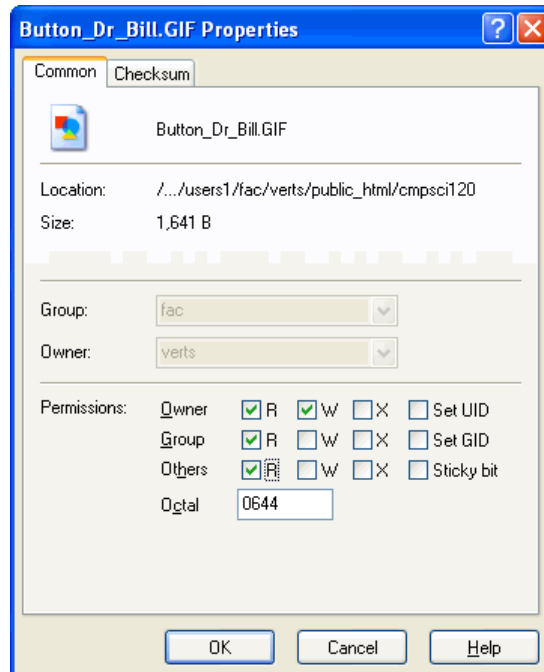 Button_Dr_Bill.GIF Properties
Common Checksum
Button_Dr_Bill.GIF
Location: /.../users1/fac/verts/public_html/cmpsci120
Size: 1,641 B
Group: fac
Owner: verts
Permissions: Owner R W X Set UID
Group R W X Set GID
Others R W X Sticky bit
Octal 0644
OK Cancel Help